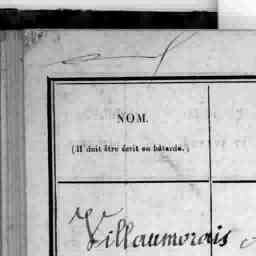 NOM.
(Il doit être écrit en bâtarde.)
Villaumorais